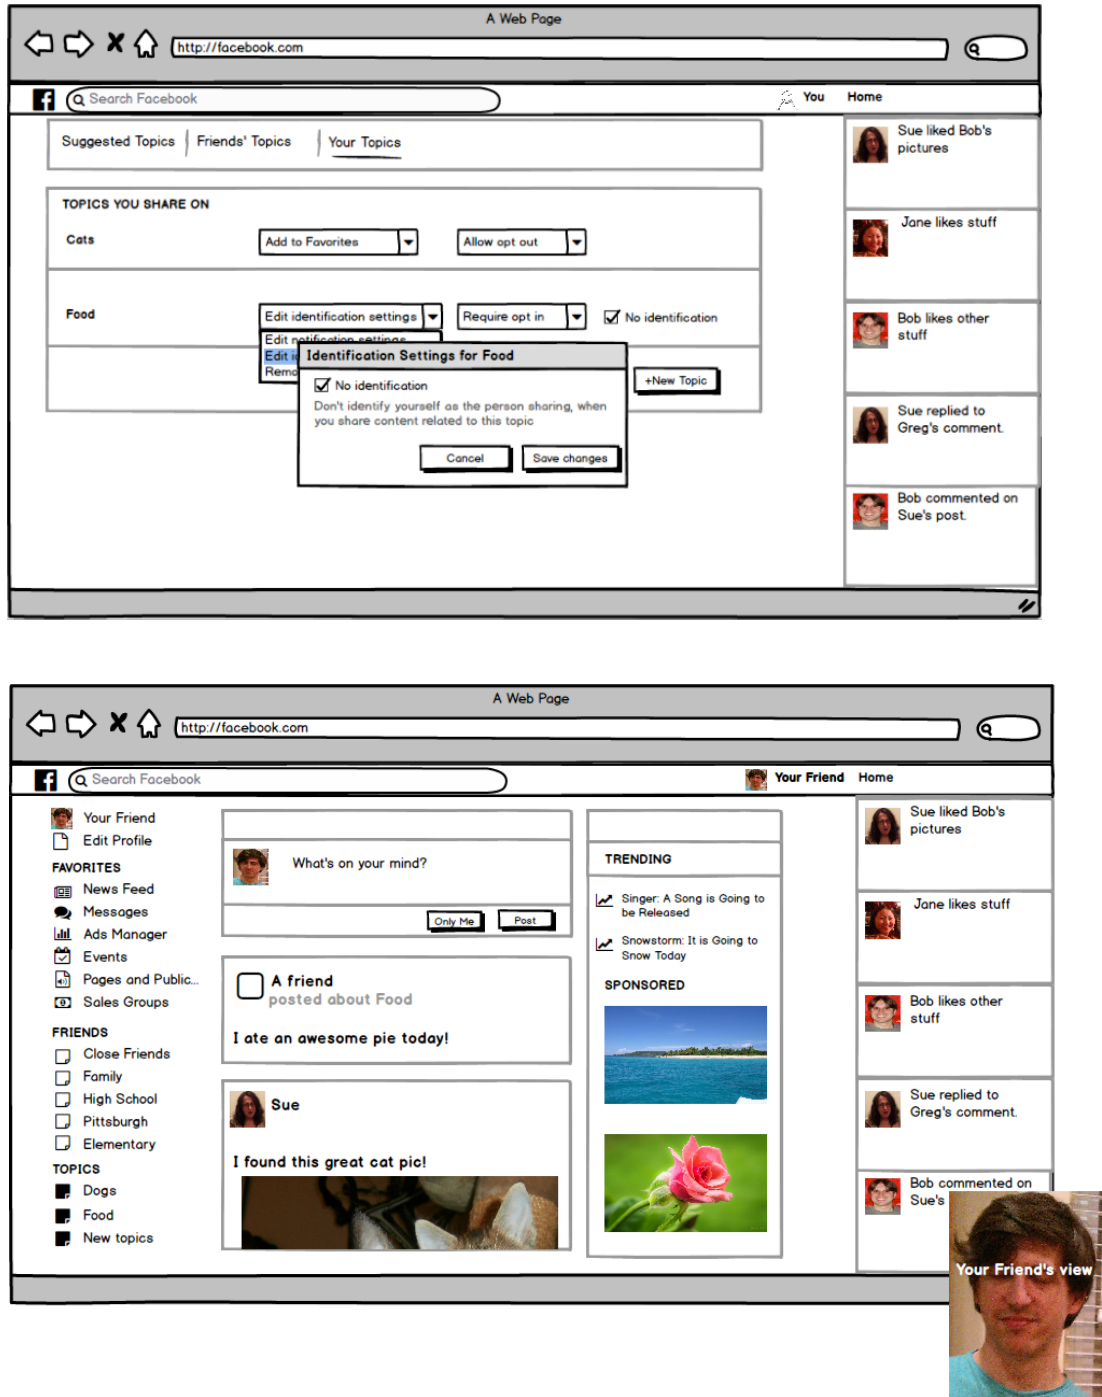 A Web Page
http://facebook.com
f Search Facebook
You Home
Suggested Topics Friends' Topics Your Topics
TOPICS YOU SHARE ON
Cats Add to Favorites Allow opt out
Food Edit identification settings Require opt in No identification
Edit notification settings
Edit i
Remo
Identification Settings for Food
No identification
Don't identify yourself as the person sharing, when
you share content related to this topic
Cancel Save changes
+New Topic
Sue liked Bob's
pictures
Jane likes stuff
Bob likes other
stuff
Sue replied to
Greg's comment.
Bob commented on
Sue's post.
A Web Page
http://facebook.com
f Search Facebook
Your Friend Home
Your Friend
Edit Profile
FAVORITES
News Feed
Messages
Ads Manager
Events
Pages and Public...
Sales Groups
FRIENDS
Close Friends
Family
High School
Pittsburgh
Elementary
TOPICS
Dogs
Food
New topics
What's on your mind?
Only Me Post
A friend
posted about Food
I ate an awesome pie today!
Sue
I found this great cat pic!
TRENDING
Singer: A Song is Going to
be Released
Snowstorm: It is Going to
Snow Today
SPONSORED
Sue liked Bob's
pictures
Jane likes stuff
Bob likes other
stuff
Sue replied to
Greg's comment.
Bob commented on
Sue's
Your Friend's view